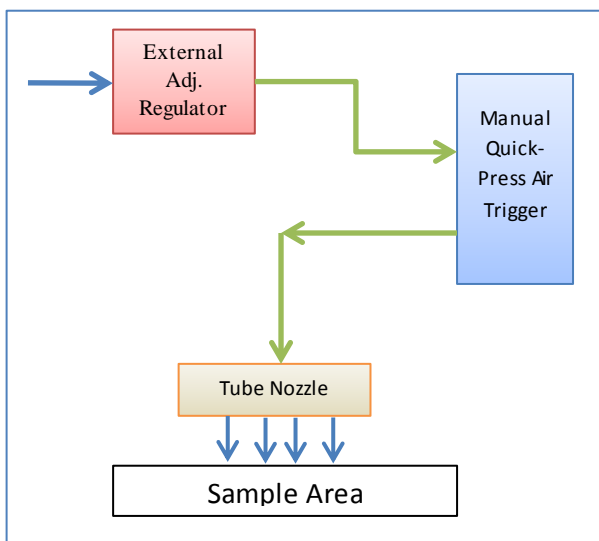 External
Adj.
Regulator
Manual
Quick-
Press Air
Trigger
Tube Nozzle
Sample Area